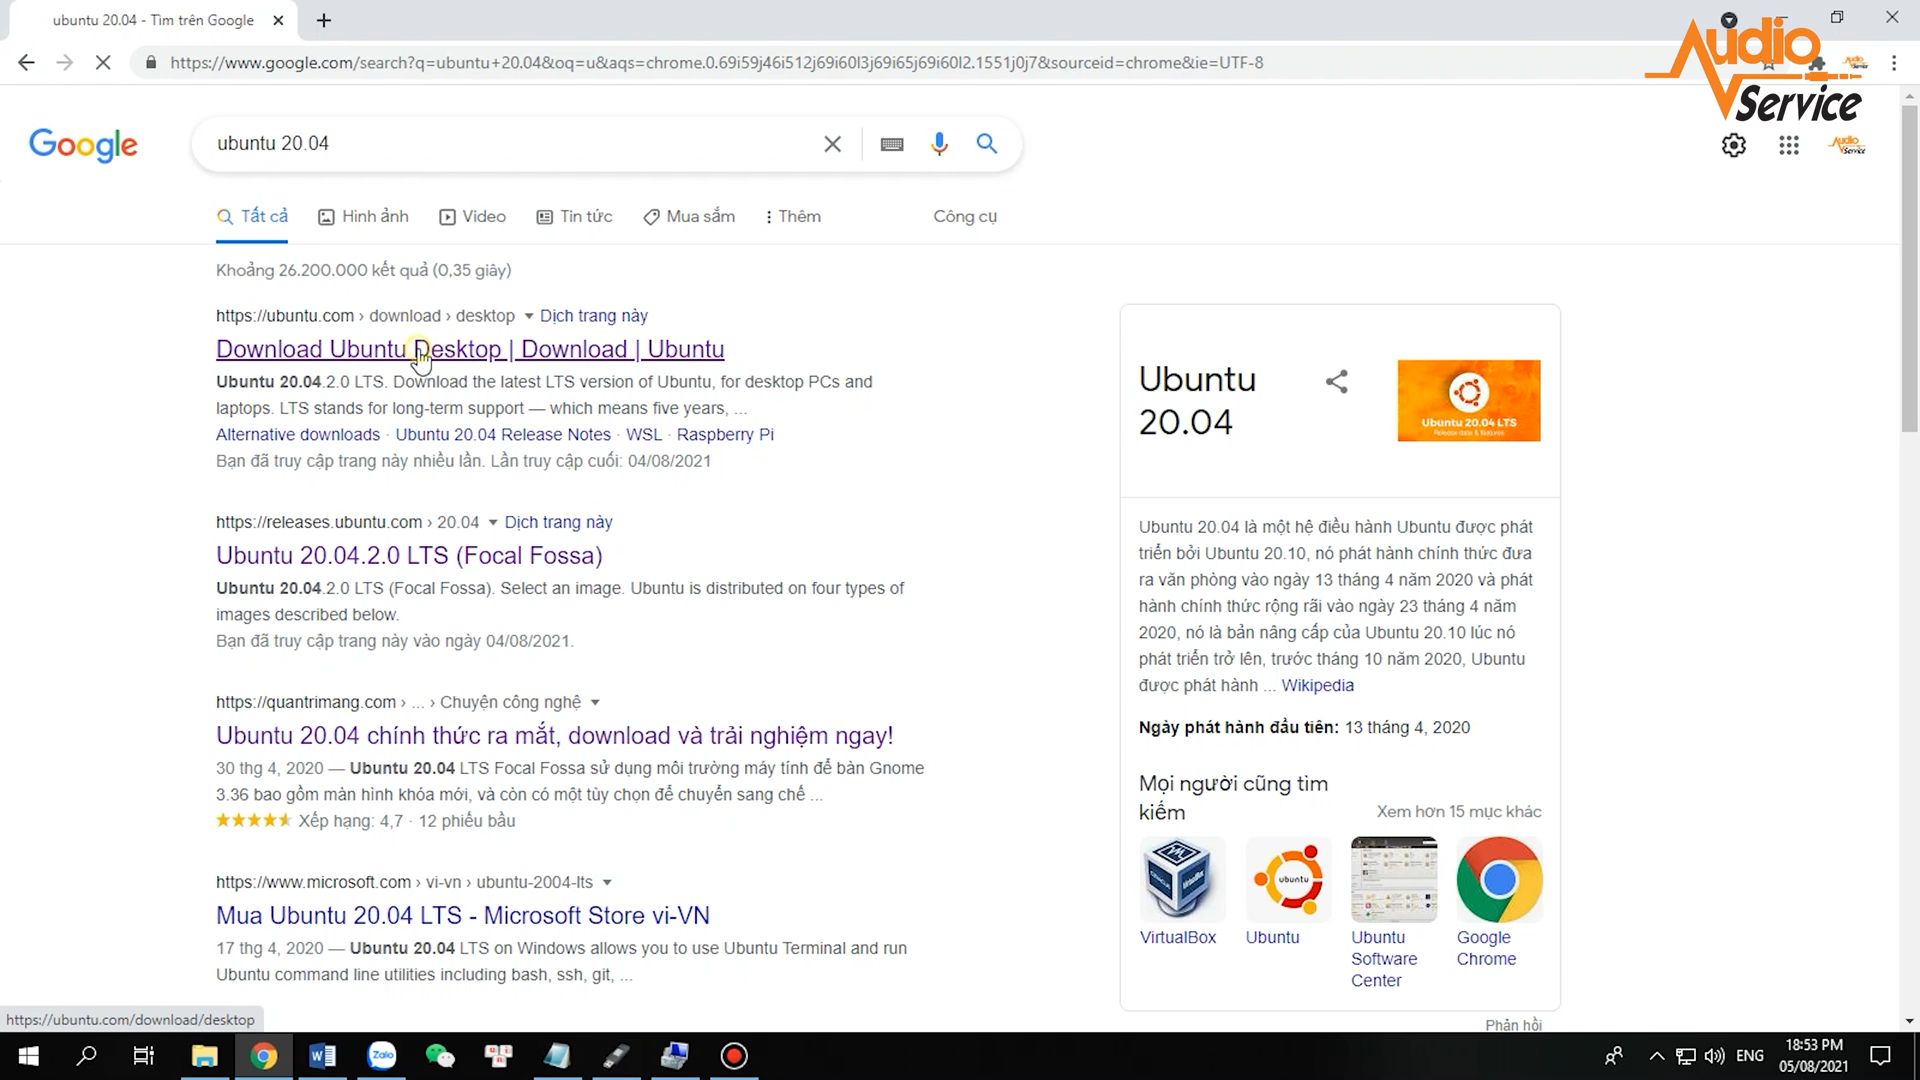 ubuntu 20.04 - Tìm trên Google
https://www.google.com/search?q=ubuntu+20.04&oq=u&aqs=chrome.0.69i59j46i512j69i60l3j69i65j69i60l2.1551j0j7&sourceid=chrome&ie=UTF-8
Audio
Service
Google
ubuntu 20.04
Tất cả
Hình ảnh
Video
Tin tức
Mua sắm
Thêm
Công cụ
Khoảng 26.200.000 kết quả (0,35 giây)
https://ubuntu.com › download › desktop
Dịch trang này
Download Ubuntu Desktop | Download | Ubuntu
Ubuntu 20.04.2.0 LTS. Download the latest LTS version of Ubuntu, for desktop PCs and
laptops. LTS stands for long-term support — which means five years, ...
Alternative downloads · Ubuntu 20.04 Release Notes · WSL · Raspberry Pi
Bạn đã truy cập trang này nhiều lần. Lần truy cập cuối: 04/08/2021
https://releases.ubuntu.com › 20.04
Dịch trang này
Ubuntu 20.04.2.0 LTS (Focal Fossa)
Ubuntu 20.04.2.0 LTS (Focal Fossa). Select an image. Ubuntu is distributed on four types of
images described below.
Bạn đã truy cập trang này vào ngày 04/08/2021.
https://quantrimang.com › ... › Chuyện công nghệ
Ubuntu 20.04 chính thức ra mắt, download và trải nghiệm ngay!
30 thg 4, 2020 — Ubuntu 20.04 LTS Focal Fossa sử dụng môi trường máy tính để bàn Gnome
3.36 bao gồm màn hình khóa mới, và còn có một tùy chọn để chuyển sang chế ...
Xếp hạng: 4,7 · 12 phiếu bầu
https://www.microsoft.com › vi-vn › ubuntu-2004-lts
Mua Ubuntu 20.04 LTS - Microsoft Store vi-VN
17 thg 4, 2020 — Ubuntu 20.04 LTS on Windows allows you to use Ubuntu Terminal and run
Ubuntu command line utilities including bash, ssh, git, ...
Ubuntu
20.04
Ubuntu 20.04 LTS
Release date & features
Ubuntu 20.04 là một hệ điều hành Ubuntu được phát
triển bởi Ubuntu 20.10, nó phát hành chính thức đưa
ra văn phòng vào ngày 13 tháng 4 năm 2020 và phát
hành chính thức rộng rãi vào ngày 23 tháng 4 năm
2020, nó là bản nâng cấp của Ubuntu 20.10 lúc nó
phát triển trở lên, trước tháng 10 năm 2020, Ubuntu
được phát hành ... Wikipedia
Ngày phát hành đầu tiên: 13 tháng 4, 2020
Mọi người cũng tìm
kiếm
Xem hơn 15 mục khác
ubuntu
VirtualBox
Ubuntu
Ubuntu
Software
Center
Google
Chrome
Phản hồi
https://ubuntu.com/download/desktop
Zalo
ENG
18:53 PM
05/08/2021